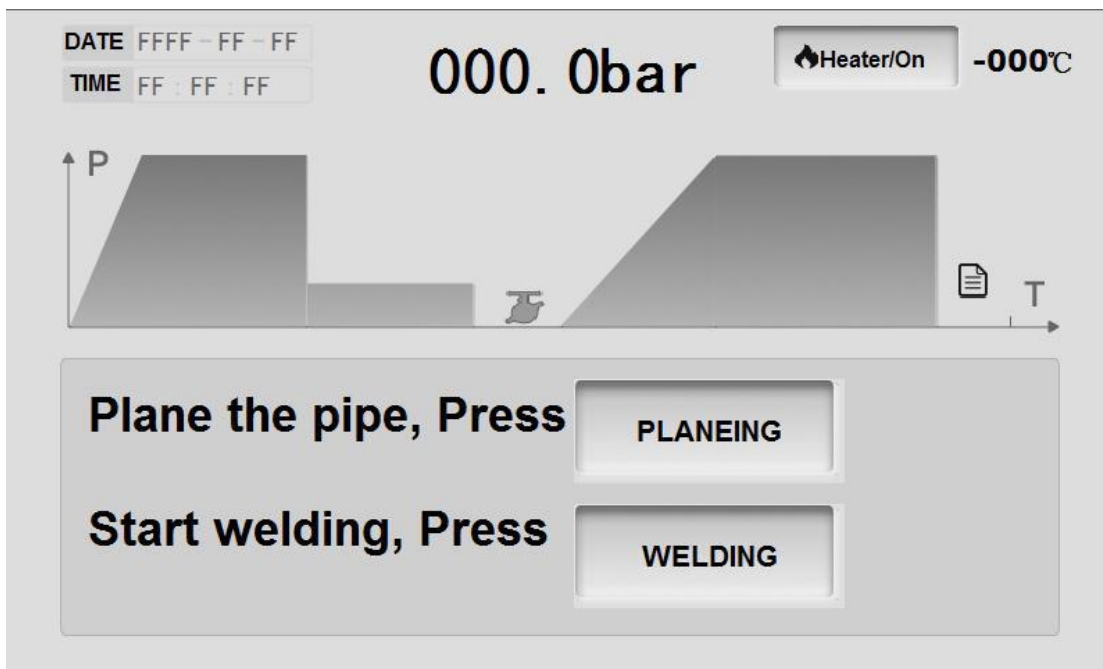 DATE FFFF-FF-FF
TIME FF:FF:FF
000.0bar
Heater/On
-000℃
P
T
Plane the pipe, Press
PLANEING
Start welding, Press
WELDING